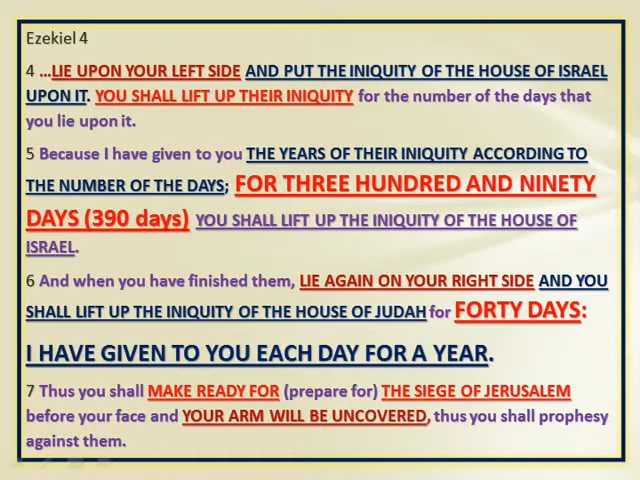 Ezekiel 4
4 ...LIE UPON YOUR LEFT SIDE AND PUT THE INIQUITY OF THE HOUSE OF ISRAEL
UPON IT. YOU SHALL LIFT UP THEIR INIQUITY for the number of the days that
you lie upon it.
5 Because I have given to you THE YEARS OF THEIR INIQUITY ACCORDING TO
THE NUMBER OF THE DAYS; FOR THREE HUNDRED AND NINETY
DAYS (390 days) YOU SHALL LIFT UP THE INIQUITY OF THE HOUSE OF
ISRAEL.
6 And when you have finished them, LIE AGAIN ON YOUR RIGHT SIDE AND YOU
SHALL LIFT UP THE INIQUITY OF THE HOUSE OF JUDAH for FORTY DAYS:
I HAVE GIVEN TO YOU EACH DAY FOR A YEAR.
7 Thus you shall MAKE READY FOR (prepare for) THE SIEGE OF JERUSALEM
before your face and YOUR ARM WILL BE UNCOVERED, thus you shall prophesy
against them.